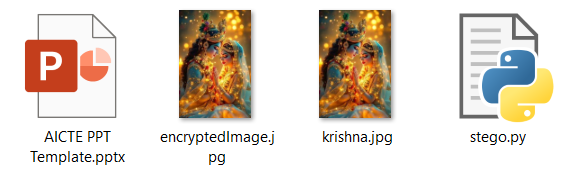 P
AICTE PPT
Template.pptx
encryptedImage.j
pg
krishna.jpg
stego.py